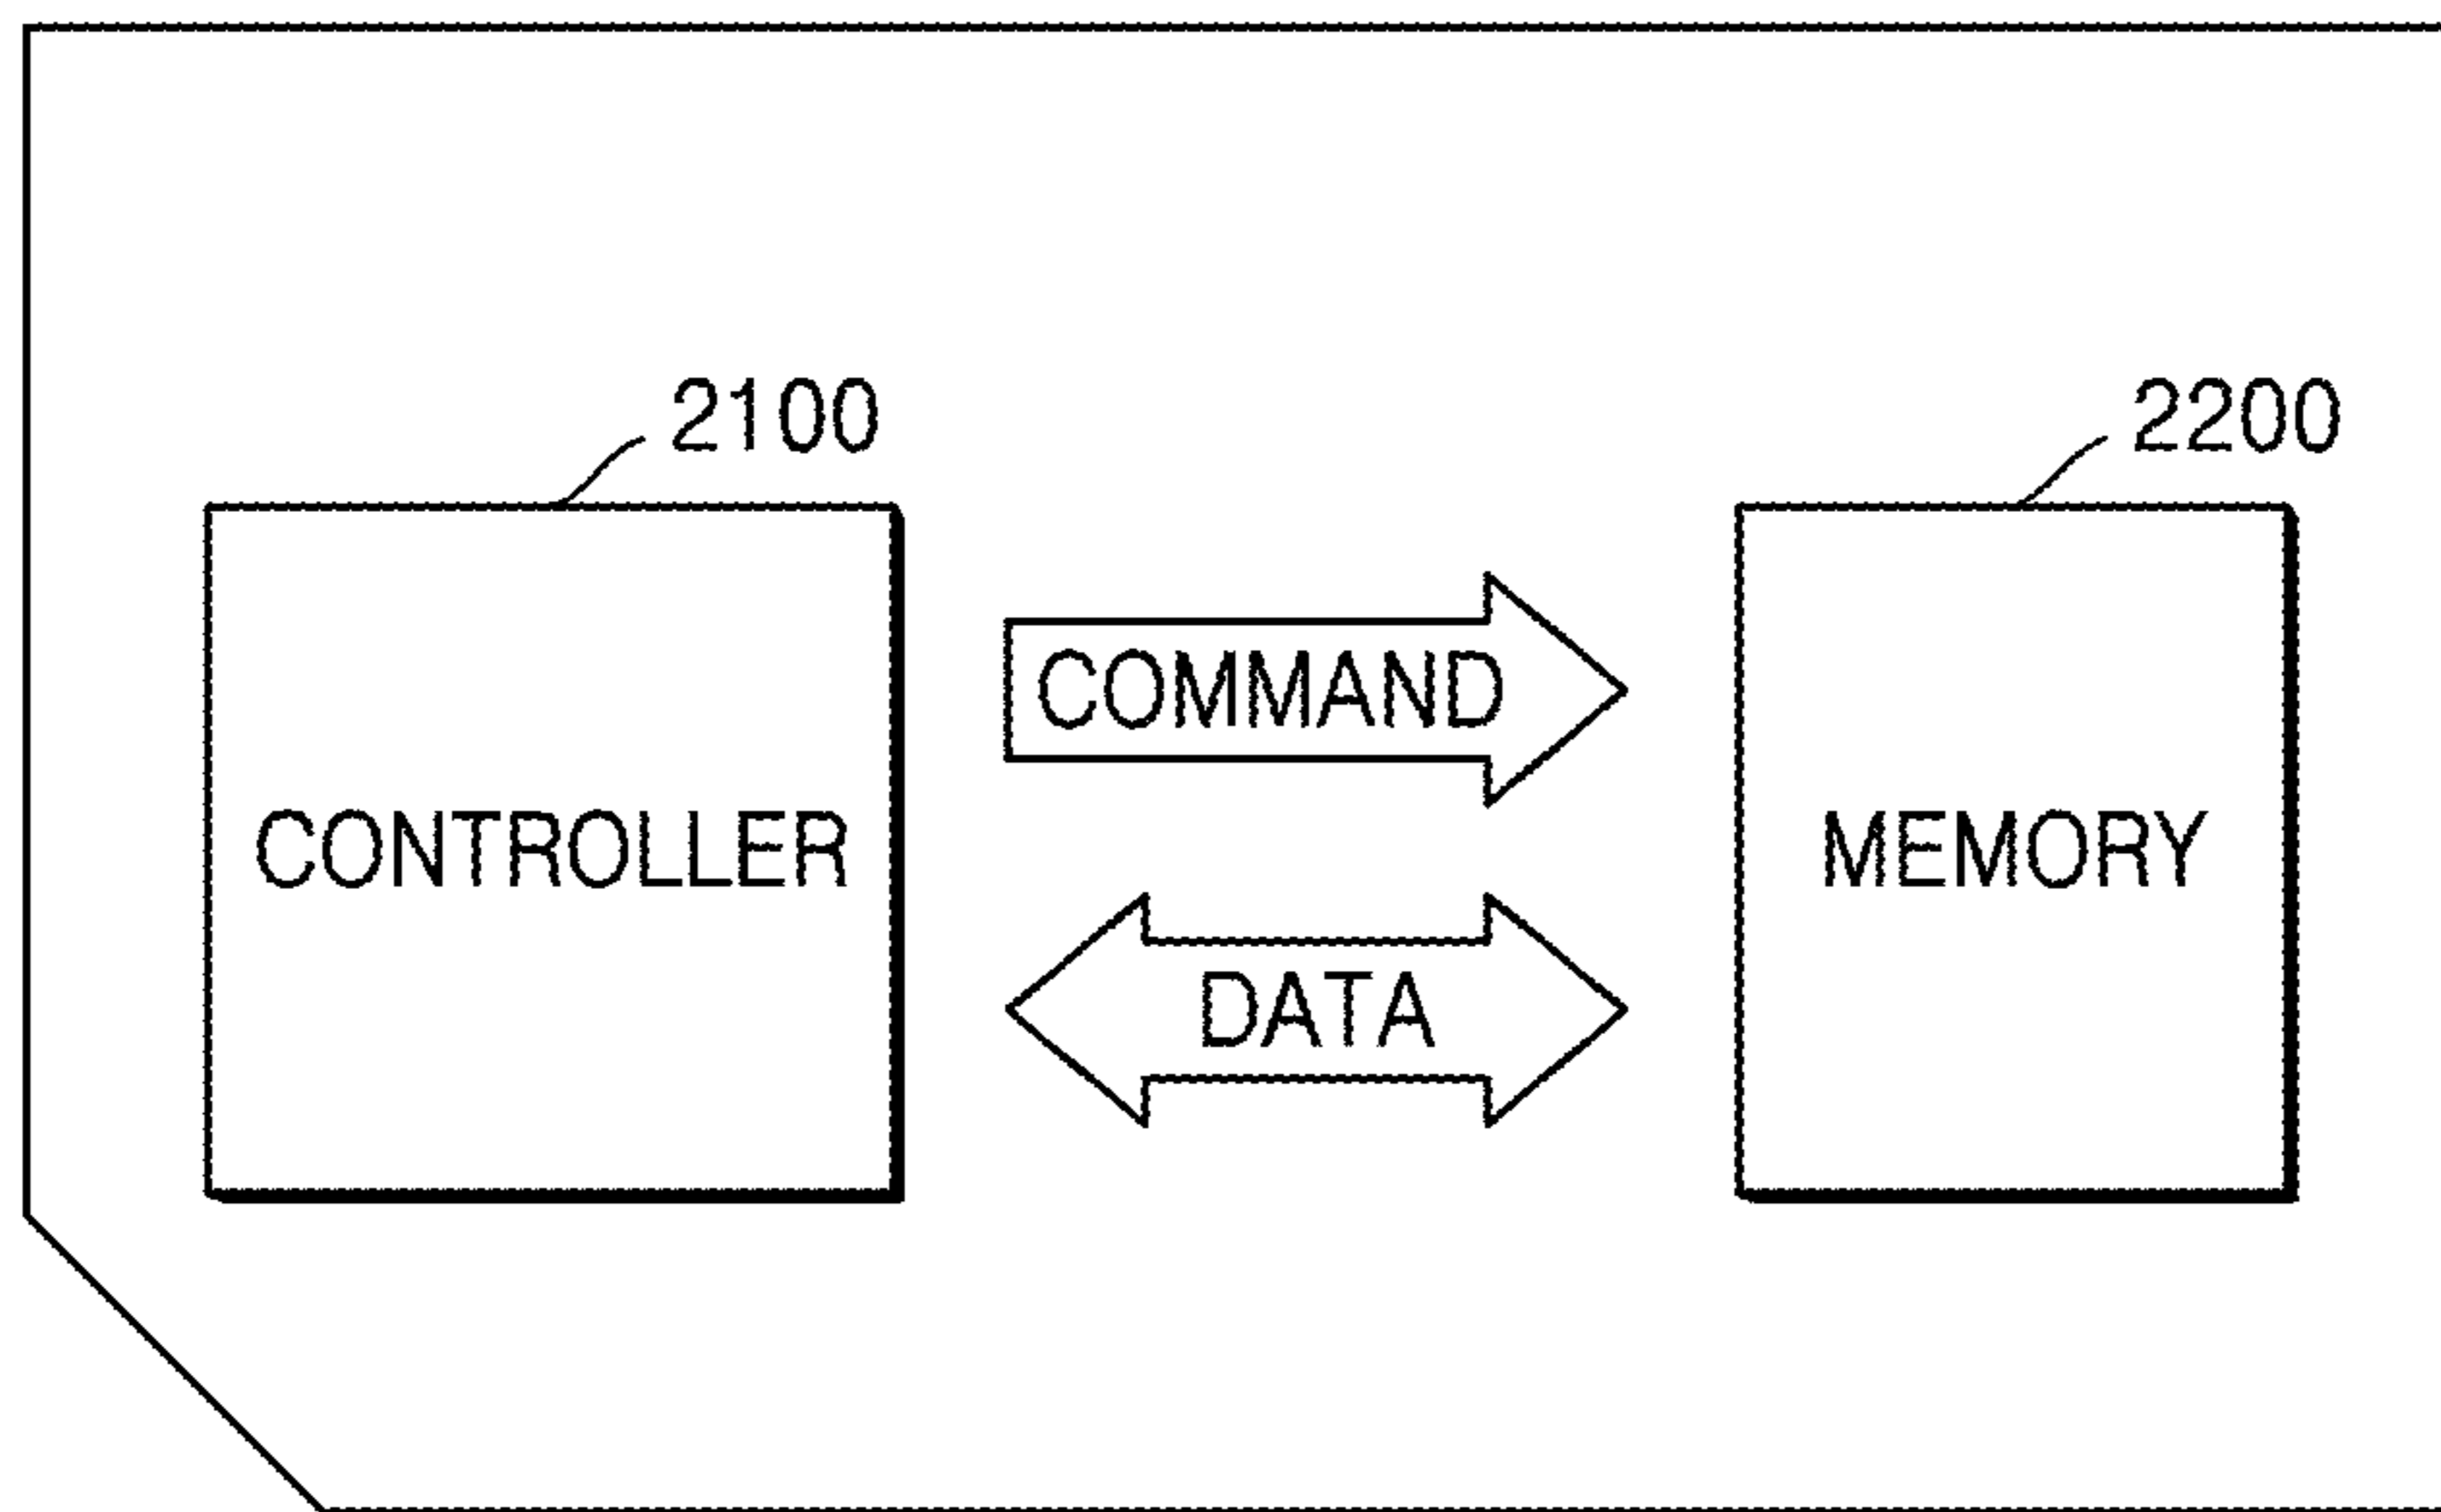 2100
2200
COMMAND
CONTROLLER
MEMORY
DATA